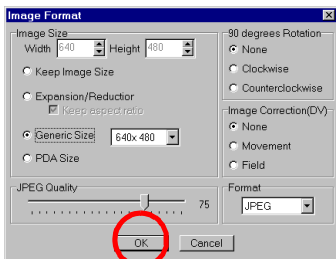 Image Format
Image Size
Width 640 Height 480
Keep Image Size
Expansion/Reductior
Keep aspect ratio
Generic Size 640x 480
PDA Size
90 degrees Rotation
None
Clockwise
Counterclockwise
Image Correction(DV)
None
Movement
Field
JPEG Quality
75
Format
JPEG
OK Cancel